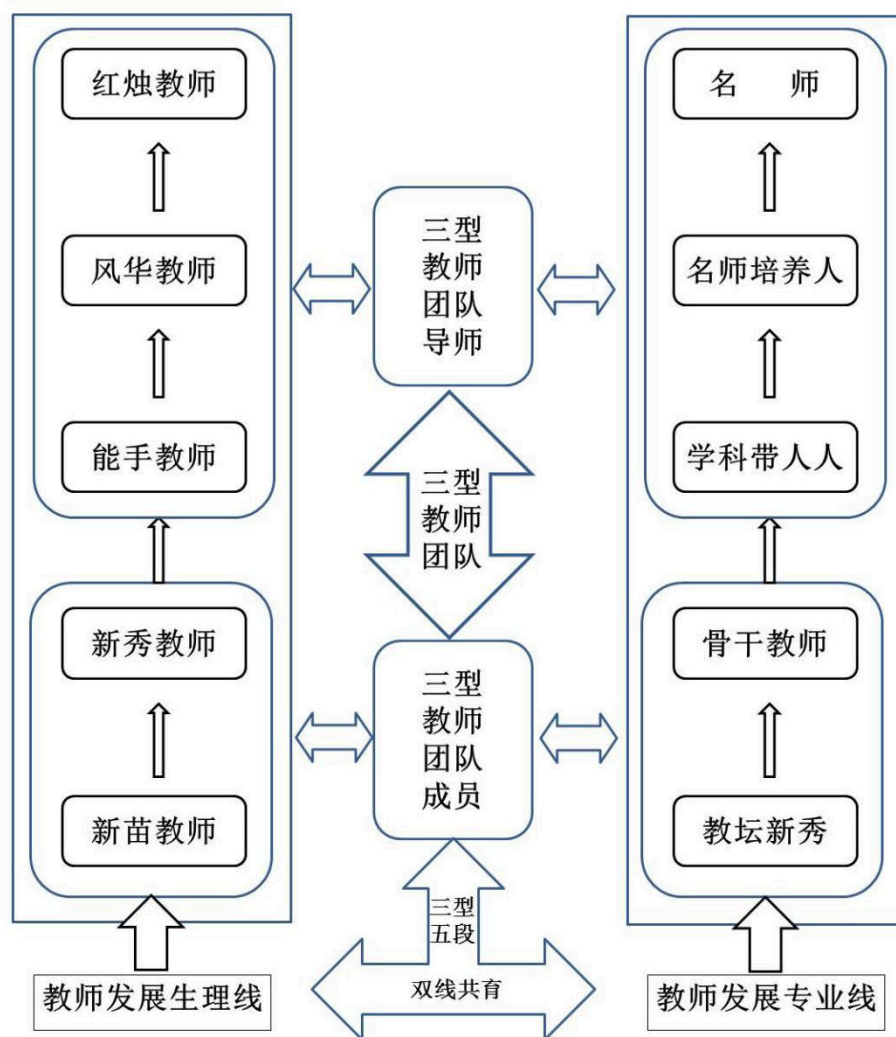 红烛教师
风华教师
能手教师
新秀教师
新苗教师
教师发展生理线
三型
教师
团队
导师
三型
教师
团队
三型
教师
团队
成员
三型
五段
双线共育
名 师
名师培养人
学科带人人
骨干教师
教坛新秀
教师发展专业线